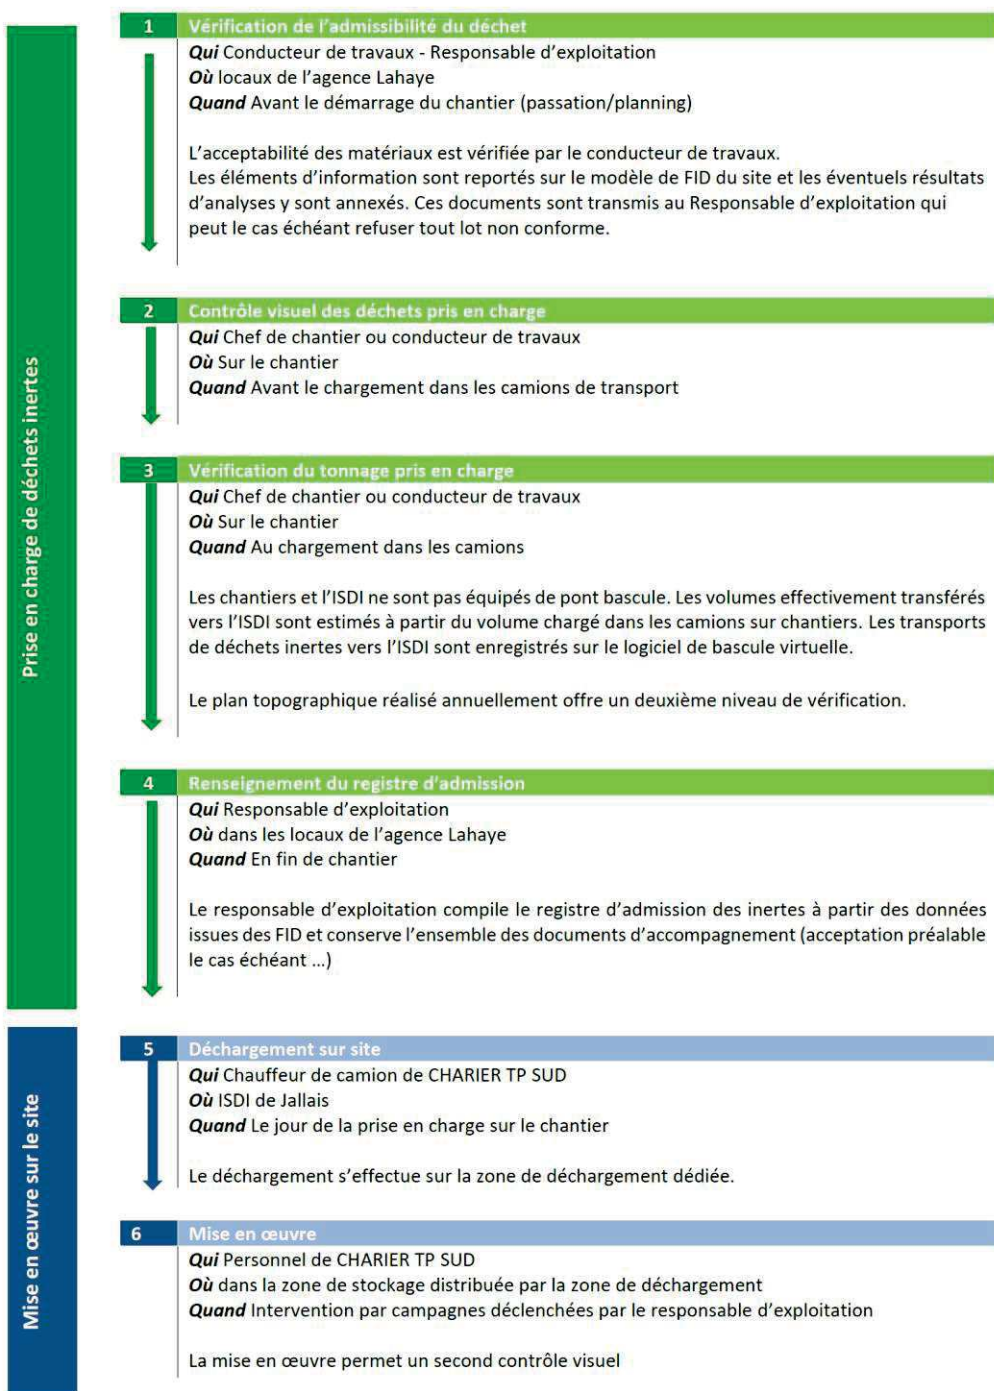 Prise en charge de déchets inertes
1 Vérification de l'admissibilité du déchet
Qui Conducteur de travaux - Responsable d'exploitation
Où locaux de l'agence Lahaye
Quand Avant le démarrage du chantier (passation/planning)
L'acceptabilité des matériaux est vérifiée par le conducteur de travaux.
Les éléments d'information sont reportés sur le modèle de FID du site et les éventuels résultats
d'analyses y sont annexés. Ces documents sont transmis au Responsable d'exploitation qui
peut le cas échéant refuser tout lot non conforme.
2 Contrôle visuel des déchets pris en charge
Qui Chef de chantier ou conducteur de travaux
Où Sur le chantier
Quand Avant le chargement dans les camions de transport
3 Vérification du tonnage pris en charge
Qui Chef de chantier ou conducteur de travaux
Où Sur le chantier
Quand Au chargement dans les camions
Les chantiers et l'ISDI ne sont pas équipés de pont bascule. Les volumes effectivement transférés
vers l'ISDI sont estimés à partir du volume chargé dans les camions sur chantiers. Les transports
de déchets inertes vers l'ISDI sont enregistrés sur le logiciel de bascule virtuelle.
Le plan topographique réalisé annuellement offre un deuxième niveau de vérification.
4 Renseignement du registre d'admission
Qui Responsable d'exploitation
Où dans les locaux de l'agence Lahaye
Quand En fin de chantier
Le responsable d'exploitation compile le registre d'admission des inertes à partir des données
issues des FID et conserve l'ensemble des documents d'accompagnement (acceptation préalable
le cas échéant ...)
Mise en œuvre sur le site
5 Déchargement sur site
Qui Chauffeur de camion de CHARIER TP SUD
Où ISDI de Jallais
Quand Le jour de la prise en charge sur le chantier
Le déchargement s'effectue sur la zone de déchargement dédiée.
6 Mise en œuvre
Qui Personnel de CHARIER TP SUD
Où dans la zone de stockage distribuée par la zone de déchargement
Quand Intervention par campagnes déclenchées par le responsable d'exploitation
La mise en œuvre permet un second contrôle visuel